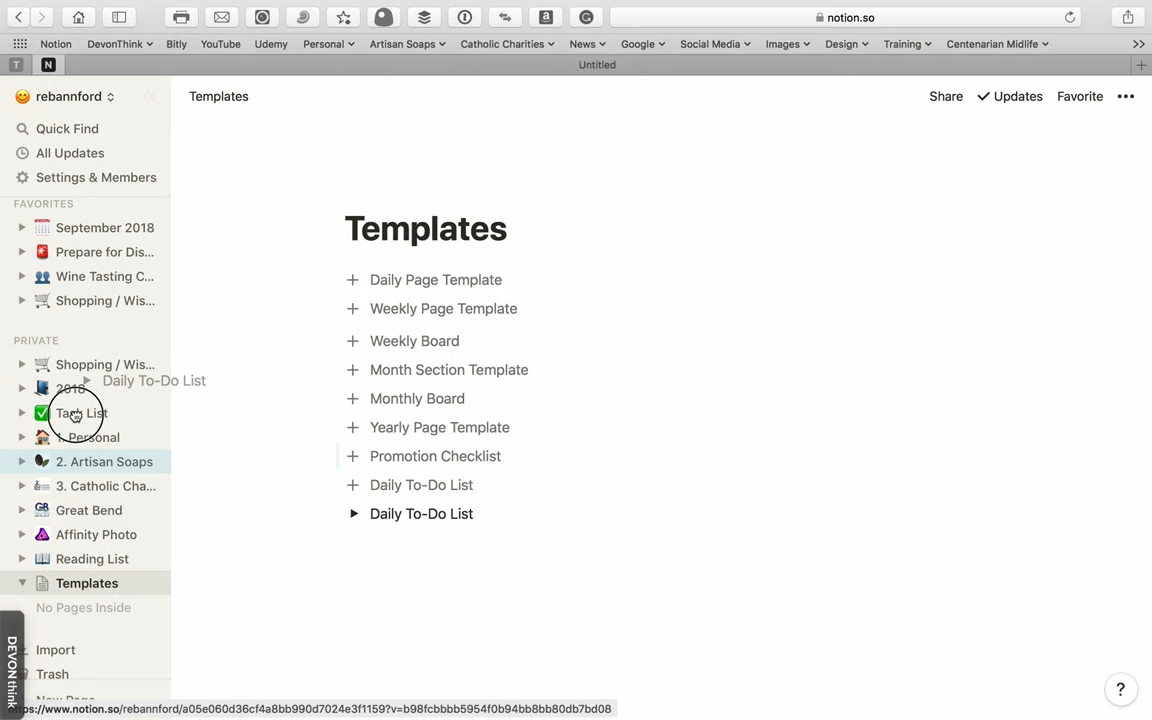 notion.so
Notion
DevonThink
Bitly
YouTube
Udemy
Personal
Artisan Soaps
Catholic Charities
News
Google
Social Media
Images
Design
Training
Centenarian Midlife
>>
T
N
Untitled
rebannford
Templates
Share
Updates
Favorite
Quick Find
All Updates
Settings & Members
FAVORITES
September 2018
Prepare for Dis...
Wine Tasting C...
Shopping / Wis...
PRIVATE
Shopping / Wis...
2018
Daily To-Do List
Task List
1. Personal
2. Artisan Soaps
3. Catholic Cha...
GB
Great Bend
Affinity Photo
Reading List
Templates
No Pages Inside
Import
Trash
New Page
DEVONthink
Templates
Daily Page Template
Weekly Page Template
Weekly Board
Month Section Template
Monthly Board
Yearly Page Template
Promotion Checklist
Daily To-Do List
Daily To-Do List
?
https://www.notion.so/rebannford/a05e060d36cf4a8bb990d7024e3f1159?v=b98fcbbbb5954f0b94bb8bb80db7bd08